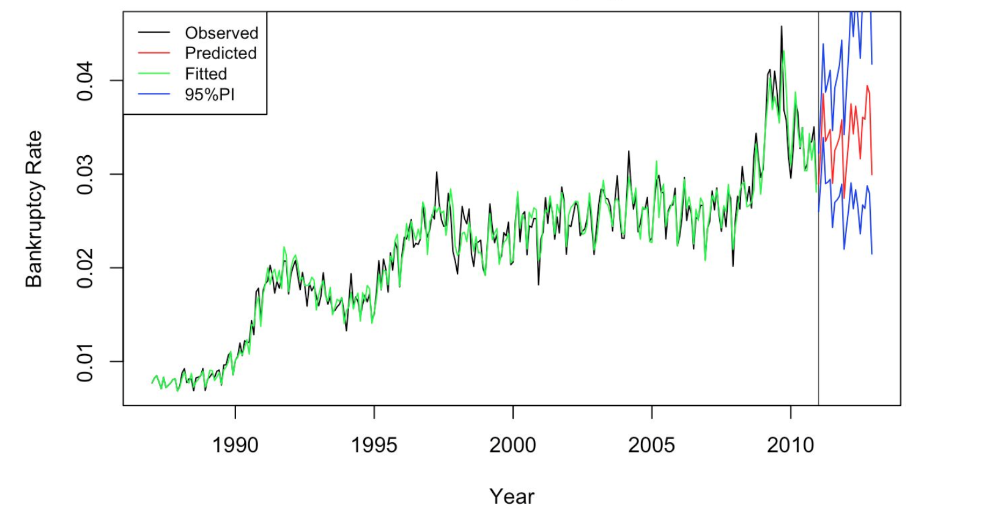 Observed
Predicted
Fitted
95%PI
0.04
0.03
0.02
0.01
Bankruptcy Rate
1990 1995 2000 2005 2010
Year